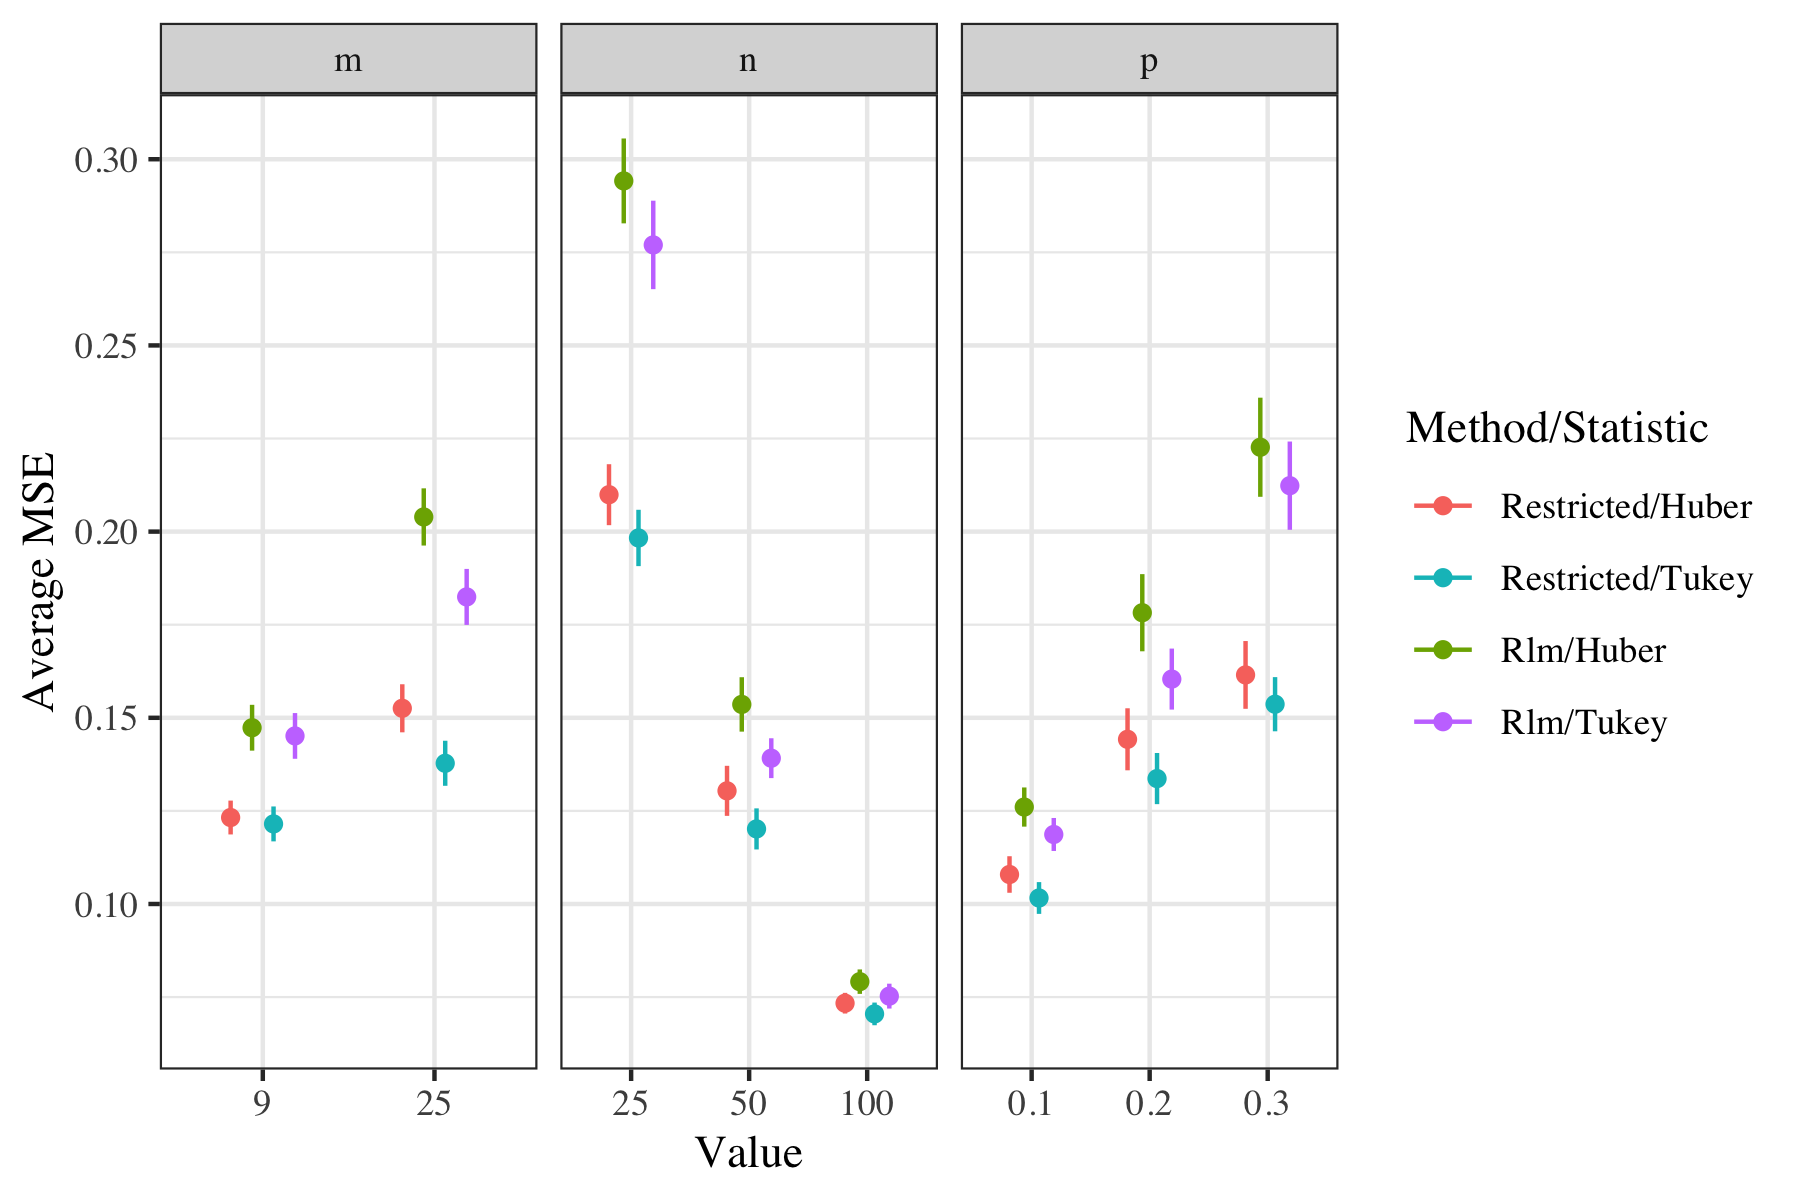 m
n
p
0.30
0.25
0.20
0.15
0.10
Average MSE
9
25
25
50
100
0.1
0.2
0.3
Value
Method/Statistic
Restricted/Huber
Restricted/Tukey
Rlm/Huber
Rlm/Tukey